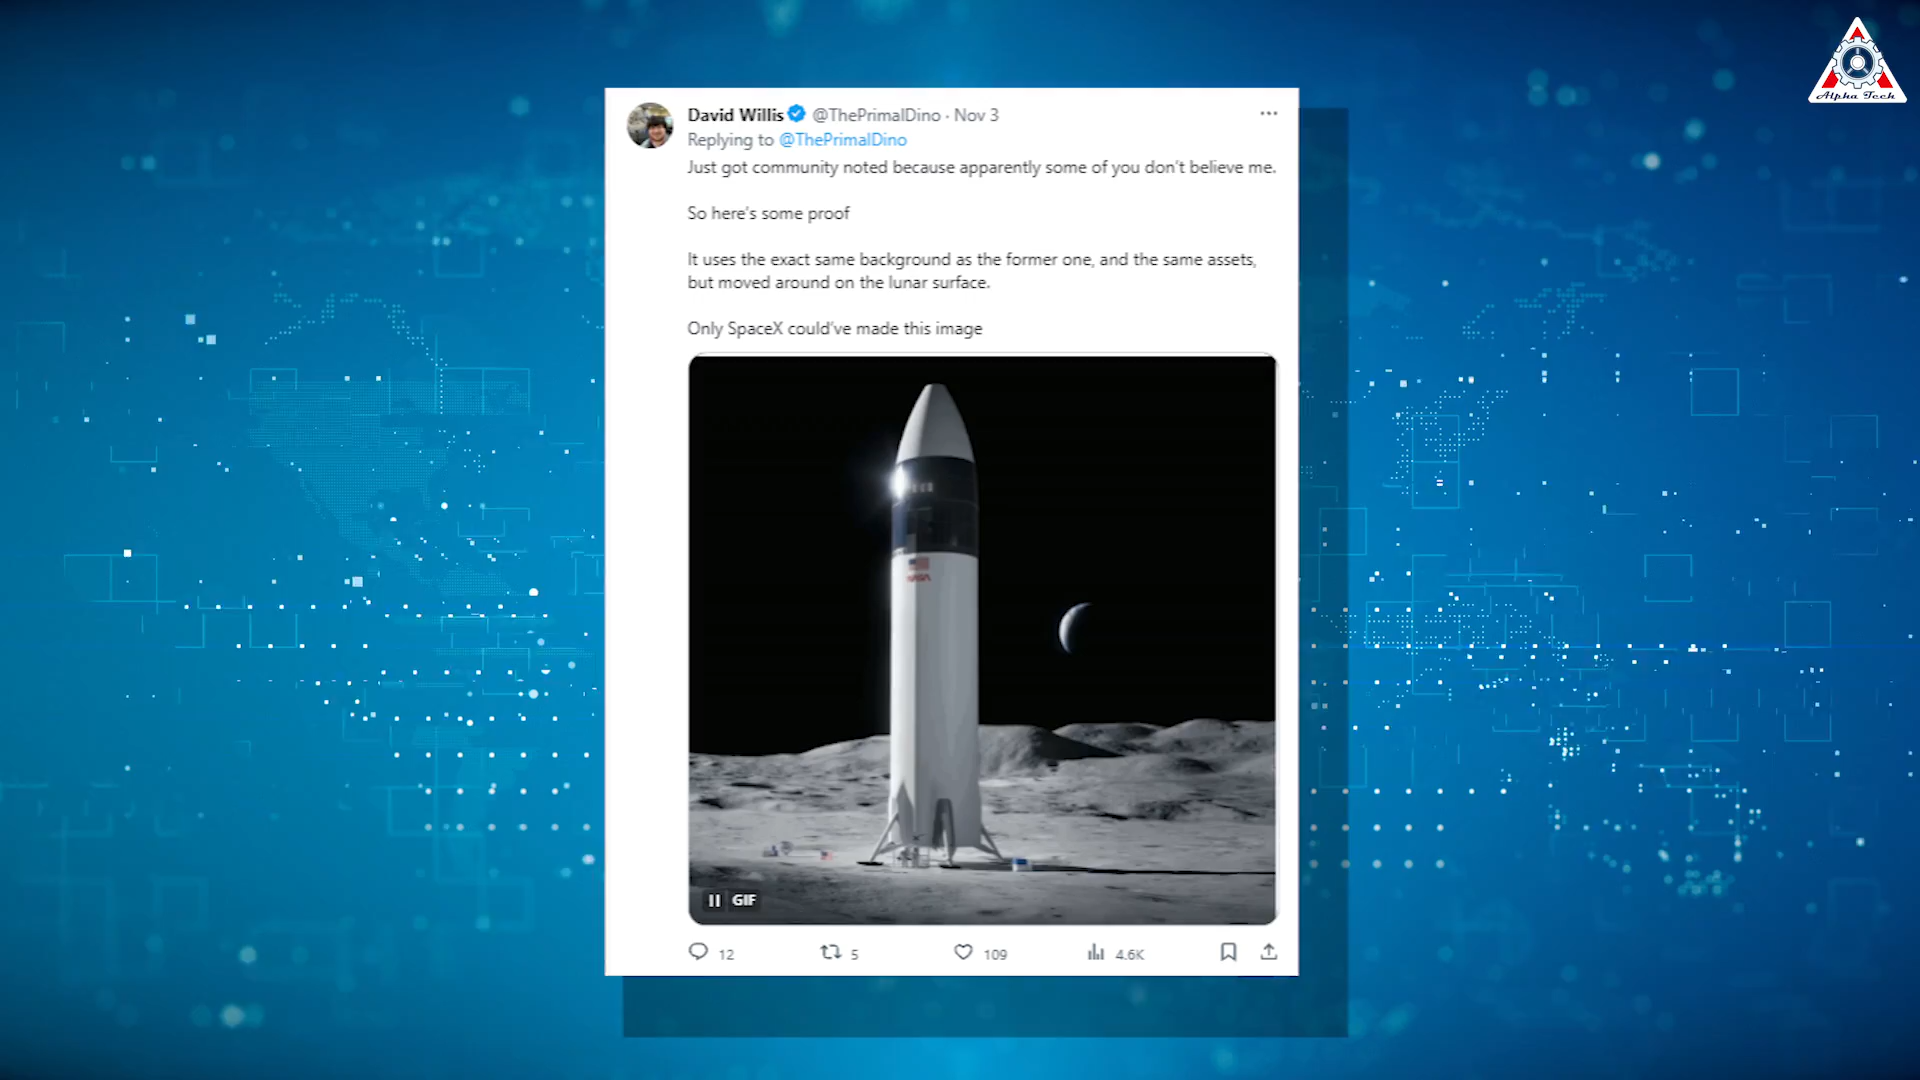 Alpha Tech
David Willis @ThePrimalDino · Nov 3
Replying to @ThePrimalDino
Just got community noted because apparently some of you don't believe me.
So here's some proof
It uses the exact same background as the former one, and the same assets,
but moved around on the lunar surface.
Only SpaceX could've made this image
NASA
GIF
12 5 109 4.6K